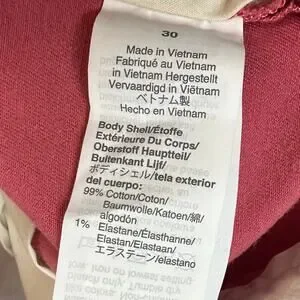 30
Made in Vietnam
Fabriqué au Vietnam
in Vietnam Hergestellt
Vervaardigd in Viëtnam
ベトナム製
Hecho en Vietnam
Body Shell/Étoffe
Extérieure Du Corps/
Oberstoff Hauptteil/
Buitenkant Lijf/
ボディシェル/tela exterior
del cuerpo:
99% Cotton/Coton/
Baumwolle/Katoen/綿/
algodón
1% Elastane/Élasthanne/
Elastan/Elastaan/
エラステーン/elastano